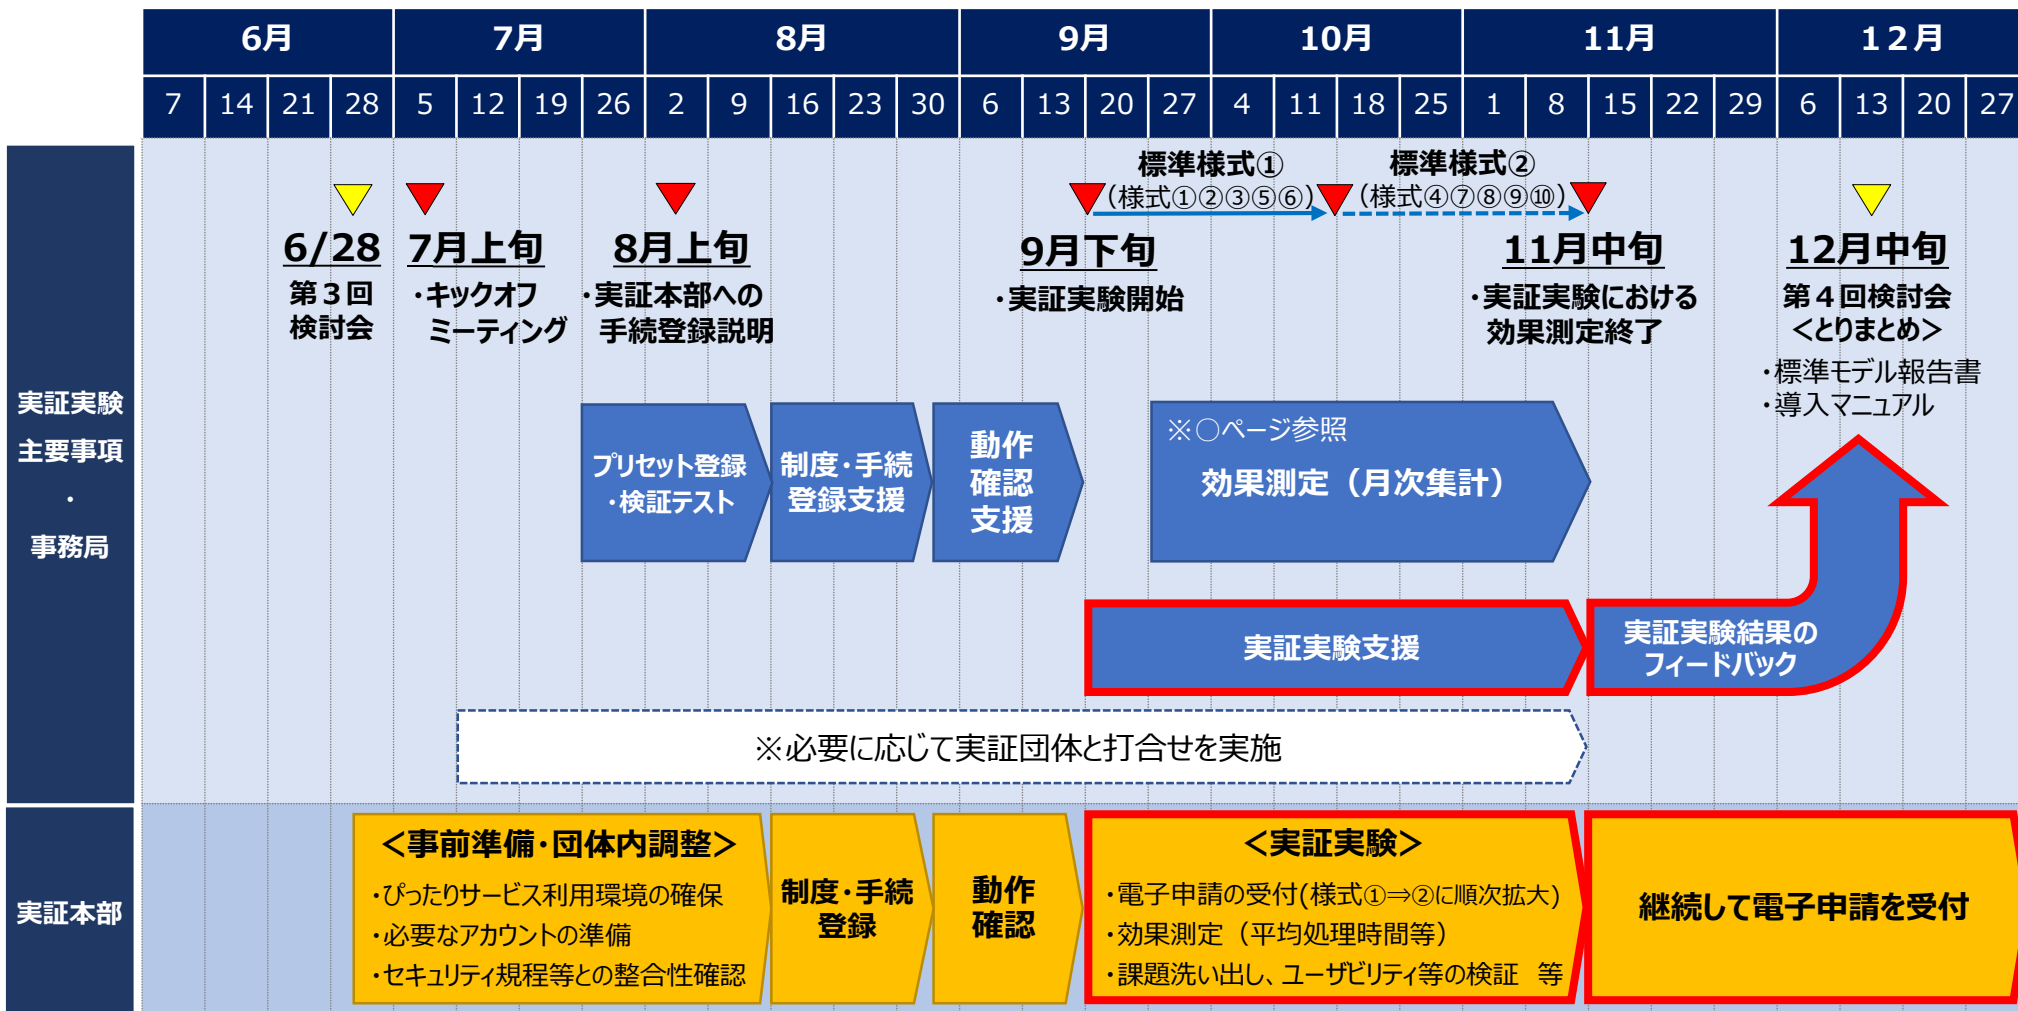 6月 7月 8月 9月 10月 11月 12月
7 14 21 28 5 12 19 26 2 9 16 23 30 6 13 20 27 4 11 18 25 1 8 15 22 29 6 13 20 27
実証実験
主要事項
・
事務局
6/28
第３回
検討会
7月上旬
・キックオフ
ミーティング
8月上旬
・実証本部への
手続登録説明
9月下旬
・実証実験開始
標準様式①
（様式①②③⑤⑥）
標準様式②
（様式④⑦⑧⑨⑩）
11月中旬
・実証実験における
効果測定終了
12月中旬
第４回検討会
＜とりまとめ＞
・標準モデル報告書
・導入マニュアル
プリセット登録
・検証テスト
制度・手続
登録支援
動作
確認
支援
※○ページ参照
効果測定（月次集計）
実証実験支援
実証実験結果の
フィードバック
※必要に応じて実証団体と打合せを実施
実証本部
＜事前準備・団体内調整＞
・ぴったりサービス利用環境の確保
・必要なアカウントの準備
・セキュリティ規程等との整合性確認
制度・手続
登録
動作
確認
＜実証実験＞
・電子申請の受付(様式①⇒②に順次拡大)
・効果測定（平均処理時間等）
・課題洗い出し、ユーザビリティ等の検証　等
継続して電子申請を受付